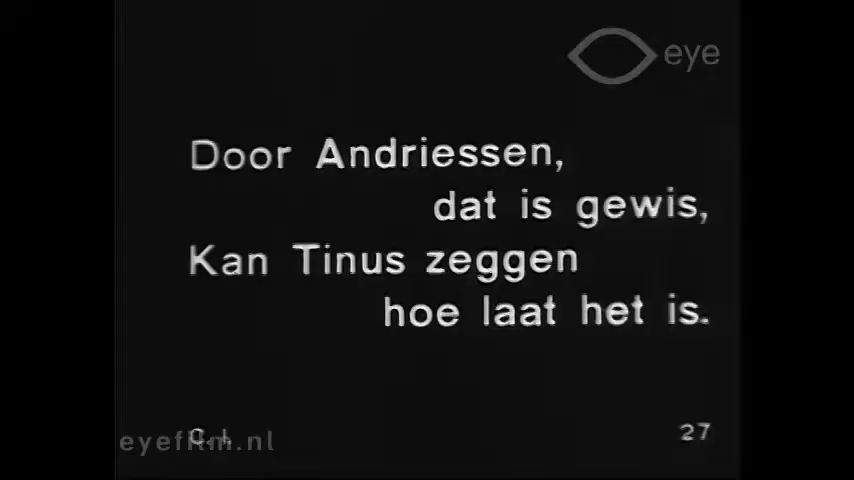 eye
Door Andriessen,
dat is gewis,
Kan Tinus zeggen
hoe laat het is.
C. I.
27
eyefilm.nl